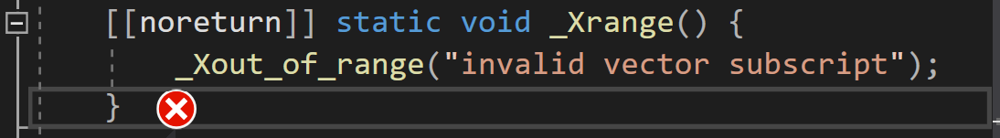 [[noreturn]] static void _Xrange() {
_Xout_of_range("invalid vector subscript");
}